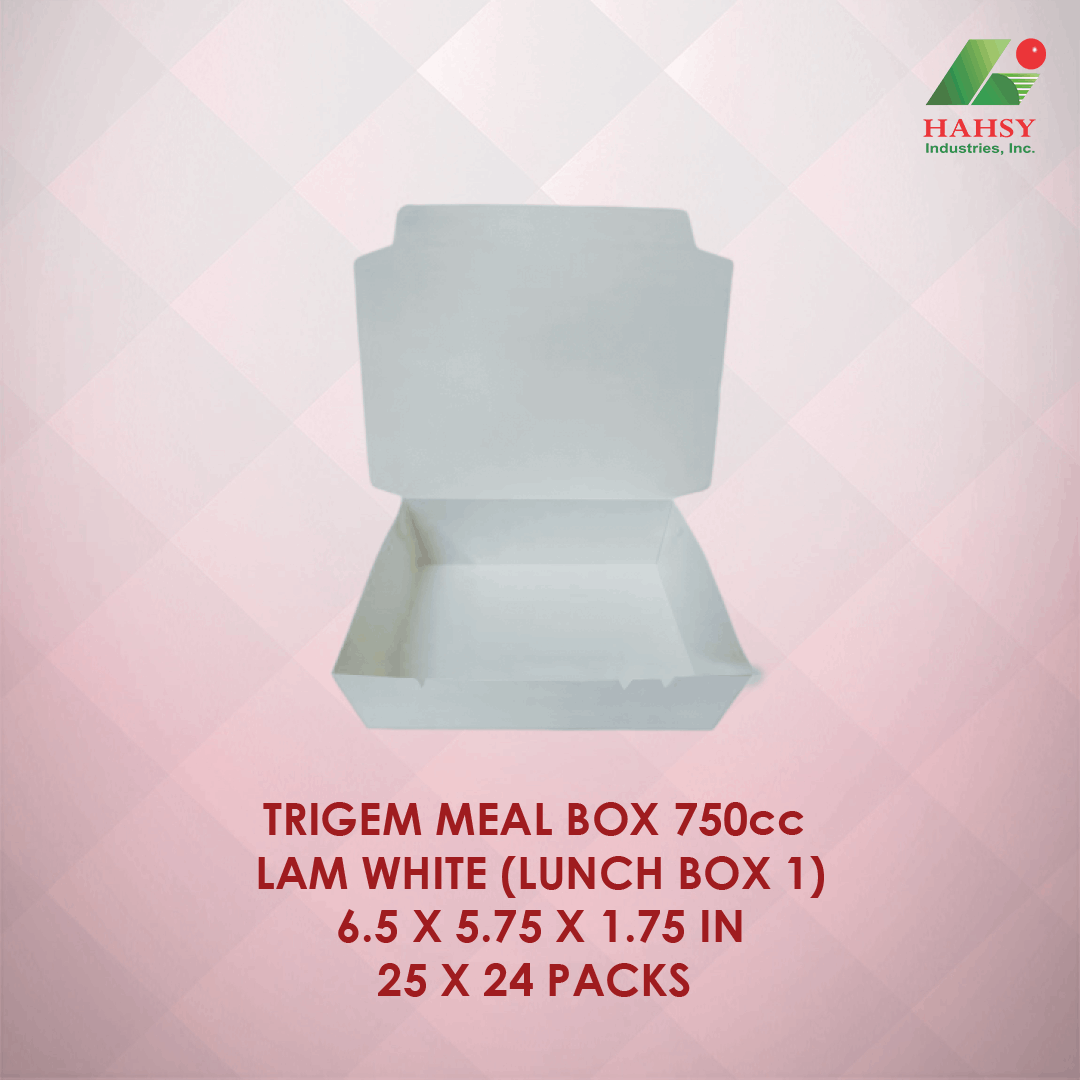 HAHSY
Industries, Inc.
TRIGEM MEAL BOX 750cc
LAM WHITE (LUNCH BOX 1)
6.5 X 5.75 X 1.75 IN
25 X 24 PACKS